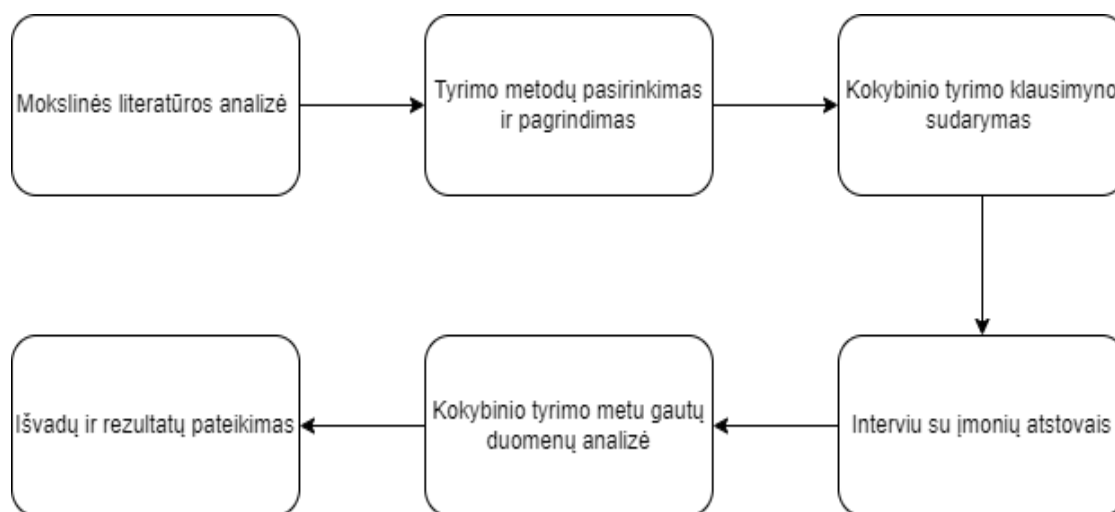 Mokslinės literatūros analizė
Tyrimo metodų pasirinkimas
ir pagrindimas
Kokybinio tyrimo klausimyno
sudarymas
Interviu su įmonių atstovais
Kokybinio tyrimo metu gautų
duomenų analizė
Išvadų ir rezultatų pateikimas